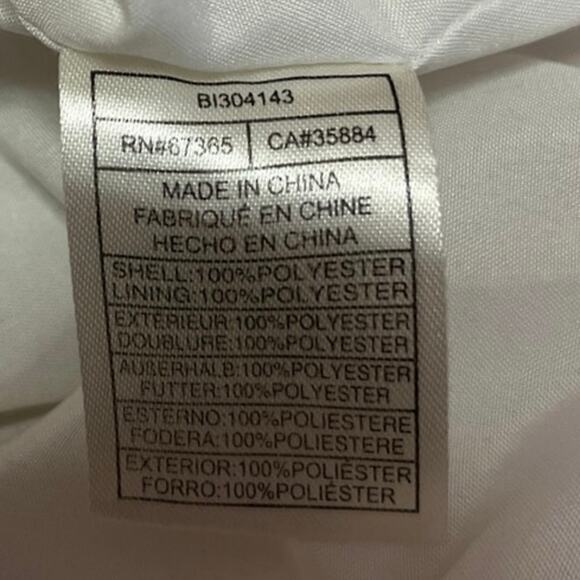 BI304143
RN#67365 CA#35884
MADE IN CHINA
FABRIQUÉ EN CHINE
HECHO EN CHINA
SHELL:100%POLYESTER
LINING:100%POLYESTER
EXTÉRIEUR:100%POLYESTER
DOUBLURE:100%POLYESTER
AUßERHALB:100%POLYESTER
FUTTER:100%POLYESTER
ESTERNO:100%POLIESTERE
FODERA:100%POLIESTERE
EXTERIOR:100%POLIÉSTER
FORRO:100%POLIÉSTER